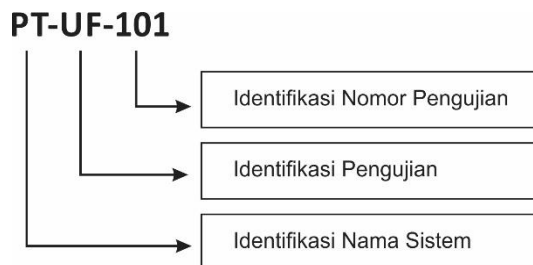 PT-UF-101
Identifikasi Nomor Pengujian
Identifikasi Pengujian
Identifikasi Nama Sistem